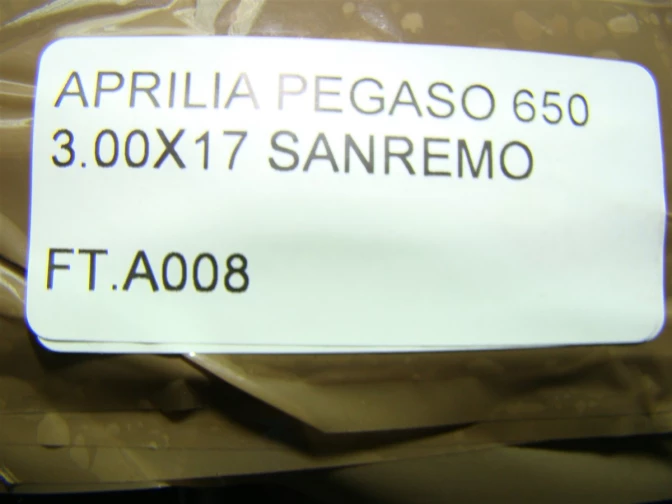 APRILIA PEGASO 650
3.00X17 SANREMO
FT.A008